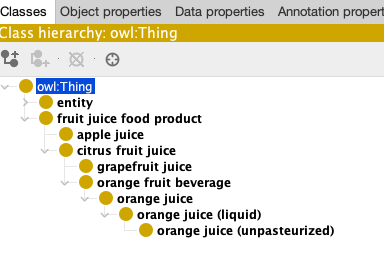 Classes Object properties Data properties Annotation propert
Class hierarchy: owl:Thing
owl:Thing
entity
fruit juice food product
apple juice
citrus fruit juice
grapefruit juice
orange fruit beverage
orange juice
orange juice (liquid)
orange juice (unpasteurized)